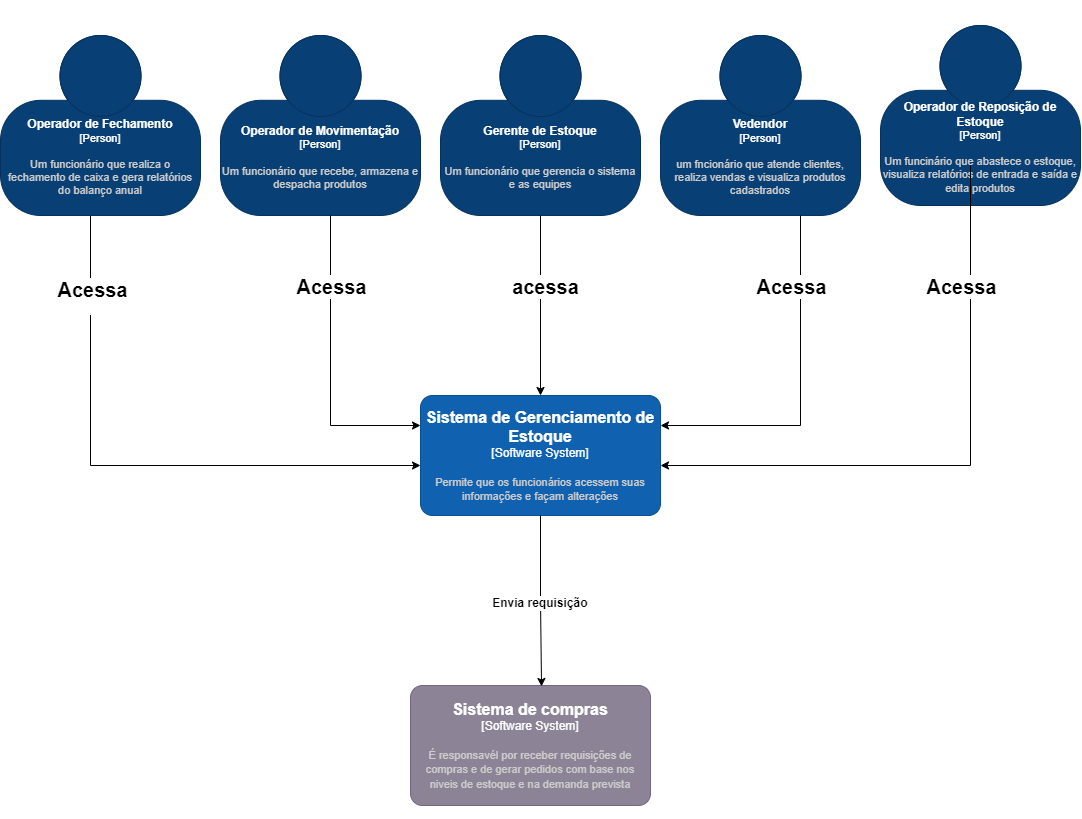 Operador de Fechamento
[Person]
Um funcionário que realiza o
fechamento de caixa e gera relatórios
do balanço anual
Operador de Movimentação
[Person]
Um funcionário que recebe, armazena e
despacha produtos
Gerente de Estoque
[Person]
Um funcionário que gerencia o sistema
e as equipes
Vedendor
[Person]
um fncionário que atende clientes,
realiza vendas e visualiza produtos
cadastrados
Operador de Reposição de
Estoque
[Person]
Um funcinário que abastece o estoque,
visualiza relatórios de entrada e saída e
edita produtos
Acessa
Acessa
acessa
Acessa
Acessa
Sistema de Gerenciamento de
Estoque
[Software System]
Permite que os funcionários acessem suas
informações e façam alterações
Envia requisição
Sistema de compras
[Software System]
É responsavél por receber requisições de
compras e de gerar pedidos com base nos
níveis de estoque e na demanda prevista